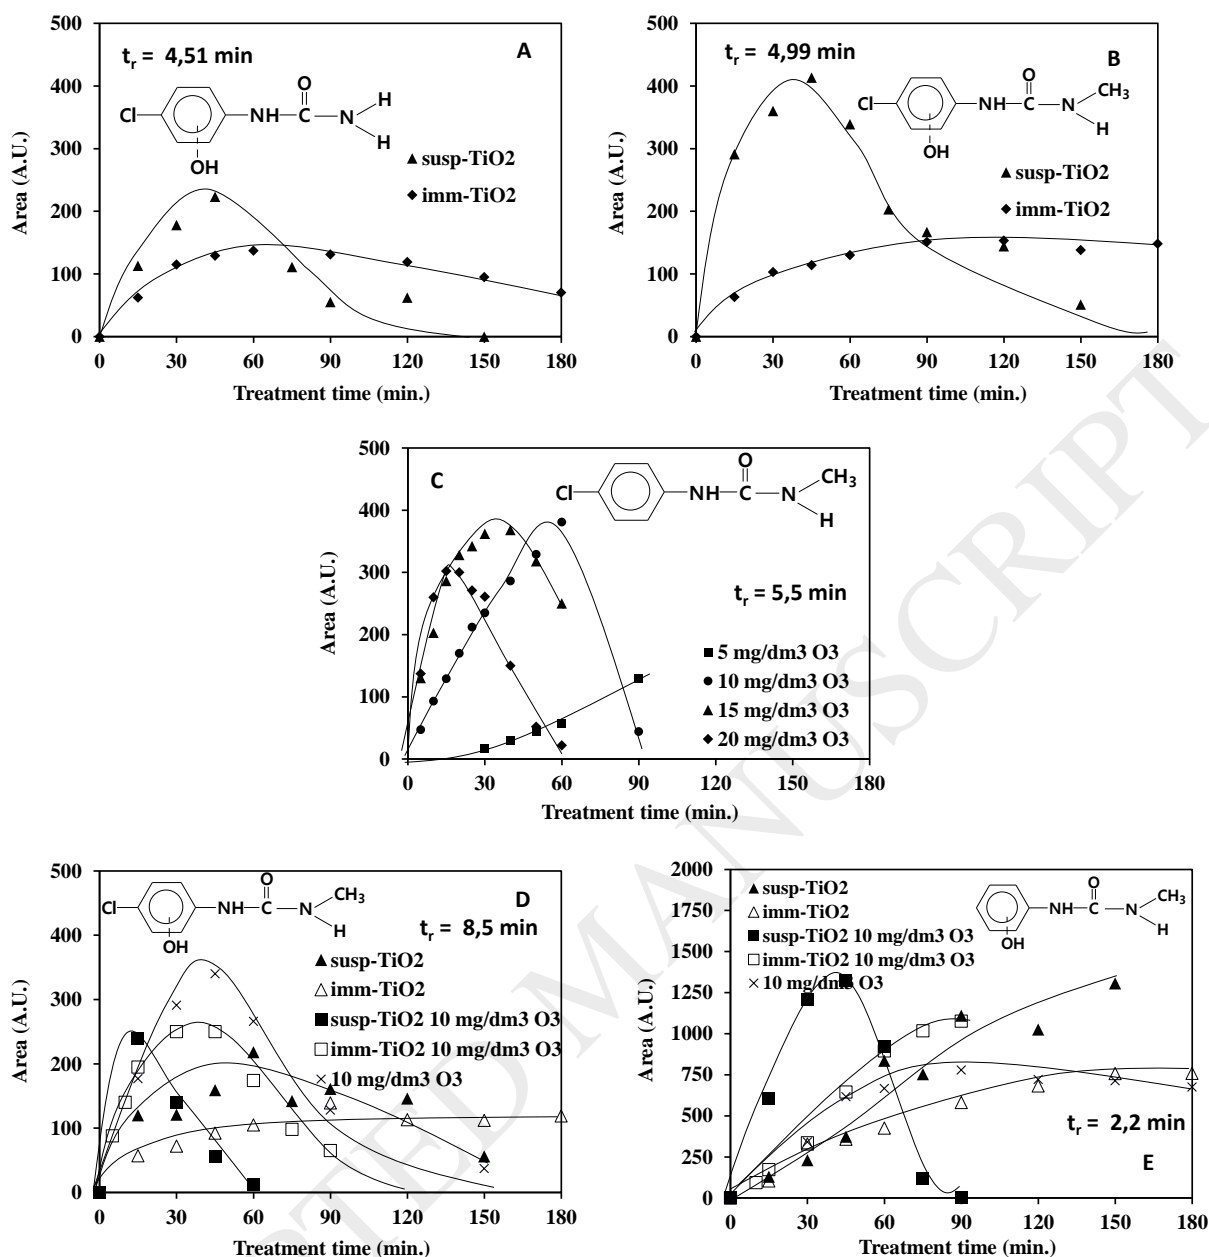 500
400
300
200
100
0
0 30 60 90 120 150 180
Area (A.U.)
Treatment time (min.)
tr = 4,51 min
A
Cl NH C O N H H
OH
susp-TiO2
imm-TiO2
500
400
300
200
100
0
0 30 60 90 120 150 180
Area (A.U.)
Treatment time (min.)
tr = 4,99 min
B
Cl NH C O N CH3 H
OH
susp-TiO2
imm-TiO2
500
400
300
200
100
0
0 30 60 90 120 150 180
Area (A.U.)
Treatment time (min.)
C
Cl NH C O N CH3 H
tr = 5,5 min
5 mg/dm3 O3
10 mg/dm3 O3
15 mg/dm3 O3
20 mg/dm3 O3
500
400
300
200
100
0
0 30 60 90 120 150 180
Area (A.U.)
Treatment time (min.)
D
Cl NH C O N CH3 H
OH
tr = 8,5 min
susp-TiO2
imm-TiO2
susp-TiO2 10 mg/dm3 O3
imm-TiO2 10 mg/dm3 O3
10 mg/dm3 O3
2000
1750
1500
1250
1000
750
500
250
0
0 30 60 90 120 150 180
Area (A.U.)
Treatment time (min.)
susp-TiO2
imm-TiO2
susp-TiO2 10 mg/dm3 O3
imm-TiO2 10 mg/dm3 O3
10 mg/dm3 O3
NH C O N CH3 H
OH
tr = 2,2 min
E
PTED MANUSCRIPT